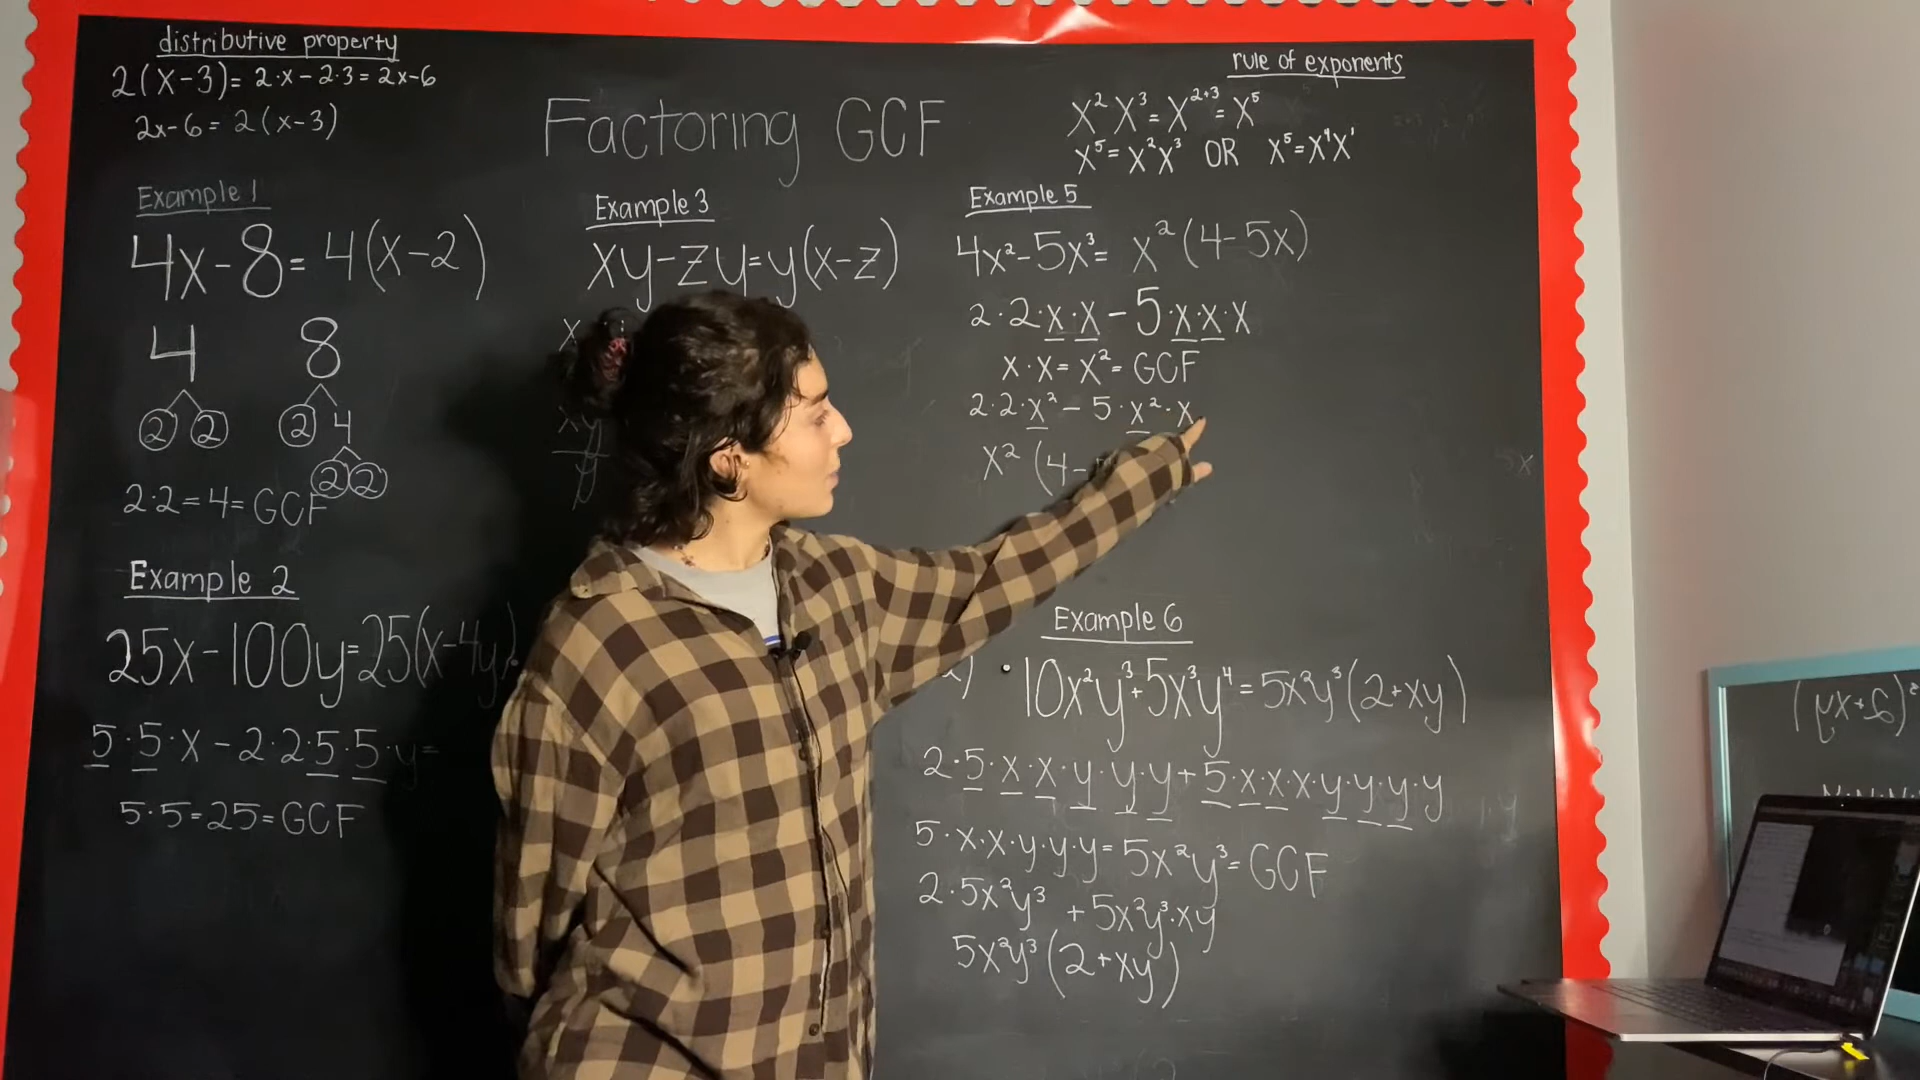 distributive property
2(x-3)= 2·x-2·3= 2x-6
2x-6= 2(x-3)
Factoring GCF
rule of exponents
x² x³= x²⁺³= x⁵
x⁵= x²x³ OR x⁵= x⁴x¹
Example 1
4x-8= 4(x-2)
4 8
2 2 2 4
2 2
2·2=4= GCF
Example 2
25x-100y=25(x-4y)
5·5·x-2·2·5·5·y=
5·5=25=GCF
Example 3
xy-zy=y(x-z)
x
xy
y
Example 5
4x²-5x³= x²(4-5x)
2·2·x·x-5·x·x·x
x·x= x²= GCF
2·2·x²-5·x²·x
x²(4-
Example 6
10x²y³+5x³y⁴=5x²y³(2+xy)
2·5·x·x·y·y·y+5·x·x·x·y·y·y·y
5·x·x·y·y·y=5x²y³=GCF
2·5x²y³ +5x²y³·xy
5x²y³(2+xy)